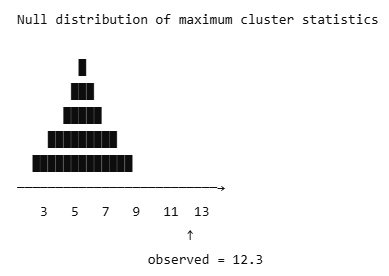 Null distribution of maximum cluster statistics
3 5 7 9 11 13
observed = 12.3